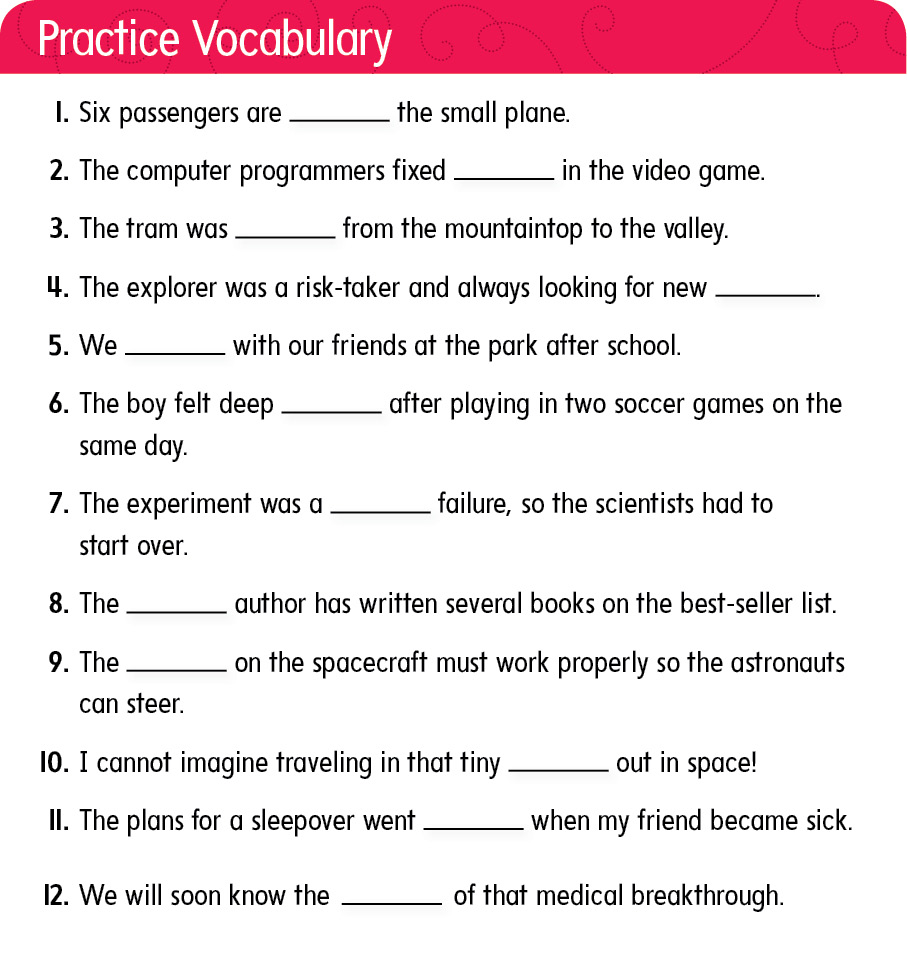 Practice Vocabulary
1. Six passengers are ________ the small plane.
2. The computer programmers fixed ________ in the video game.
3. The tram was ________ from the mountaintop to the valley.
4. The explorer was a risk-taker and always looking for new ________.
5. We ________ with our friends at the park after school.
6. The boy felt deep ________ after playing in two soccer games on the
same day.
7. The experiment was a ________ failure, so the scientists had to
start over.
8. The ________ author has written several books on the best-seller list.
9. The ________ on the spacecraft must work properly so the astronauts
can steer.
10. I cannot imagine traveling in that tiny ________ out in space!
11. The plans for a sleepover went ________ when my friend became sick.
12. We will soon know the ________ of that medical breakthrough.